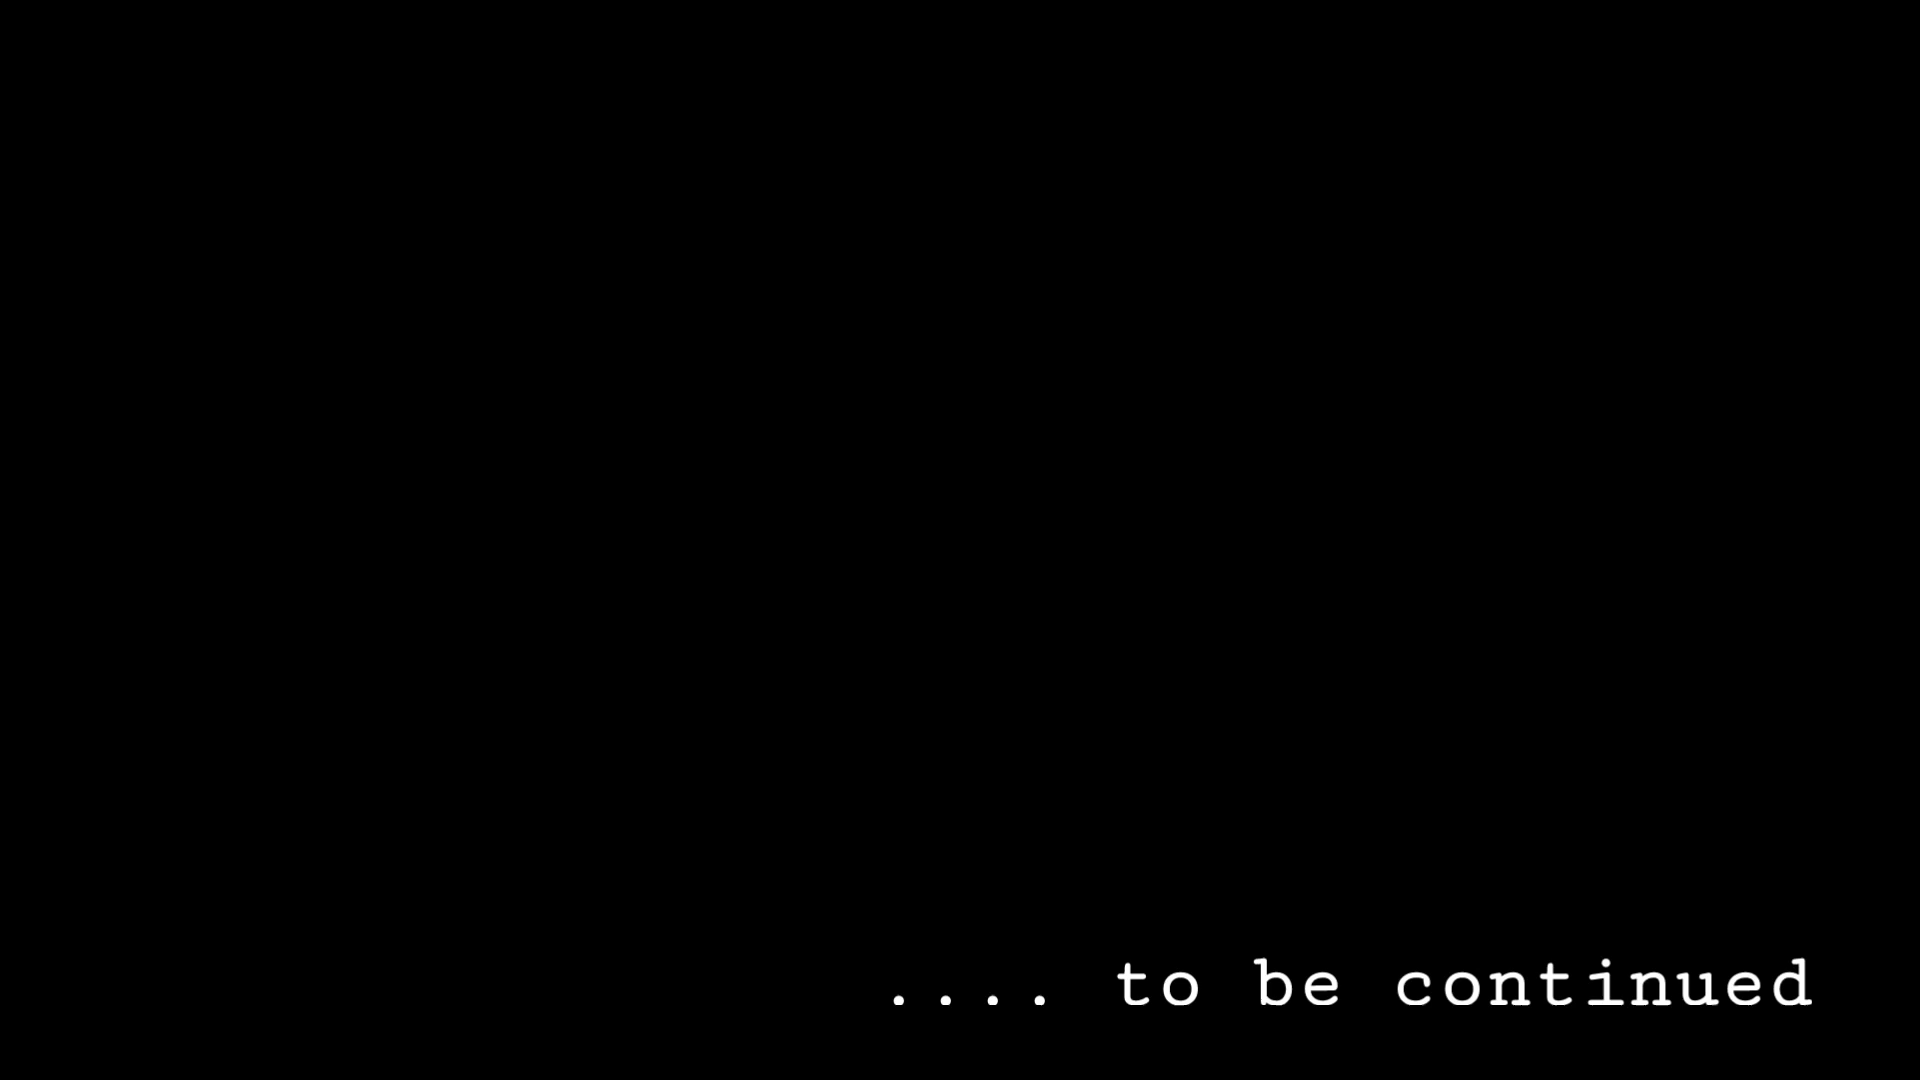 .... to be continued